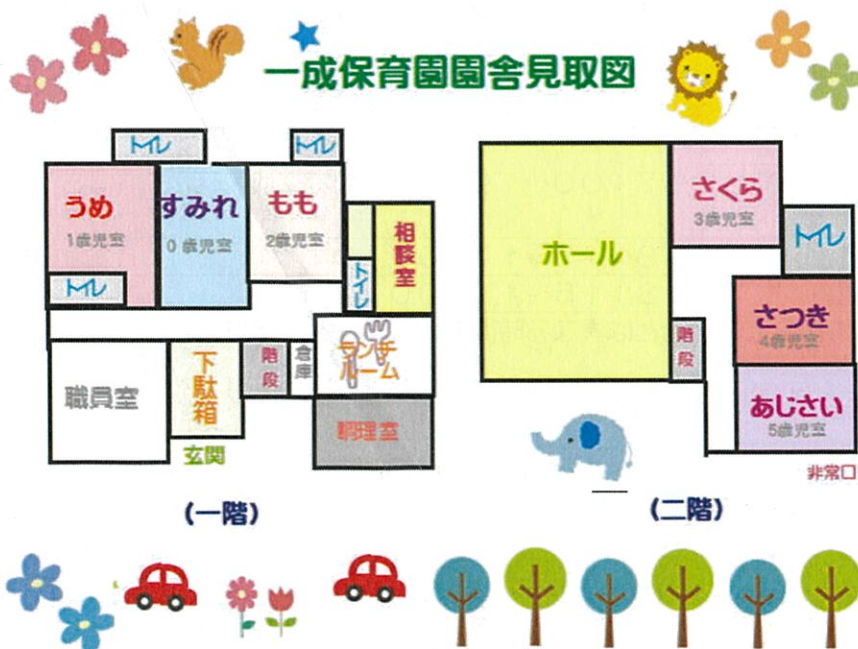 一成保育園園舎見取図
トイレ
トイレ
うめ
1歳児室
すみれ
0歳児室
もも
2歳児室
トイレ
トイレ
相談室
職員室
下駄箱
階段
倉庫
ランチ
ルーム
調理室
玄関
(一階)
ホール
さくら
3歳児室
トイレ
さつき
4歳児室
階段
あじさい
5歳児室
非常口
(二階)